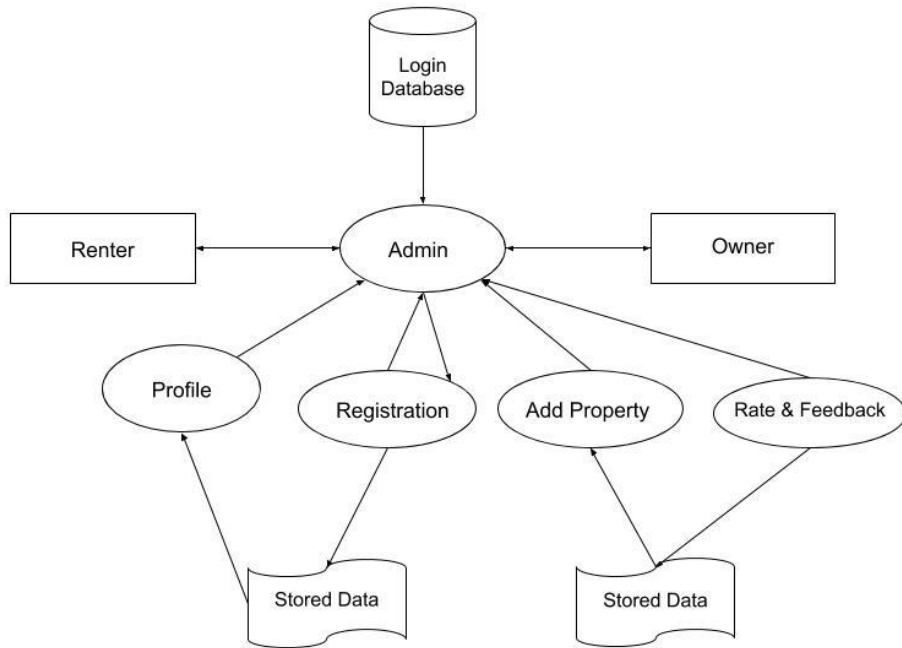 Login
Database
Renter
Admin
Owner
Profile
Registration
Add Property
Rate & Feedback
Stored Data
Stored Data